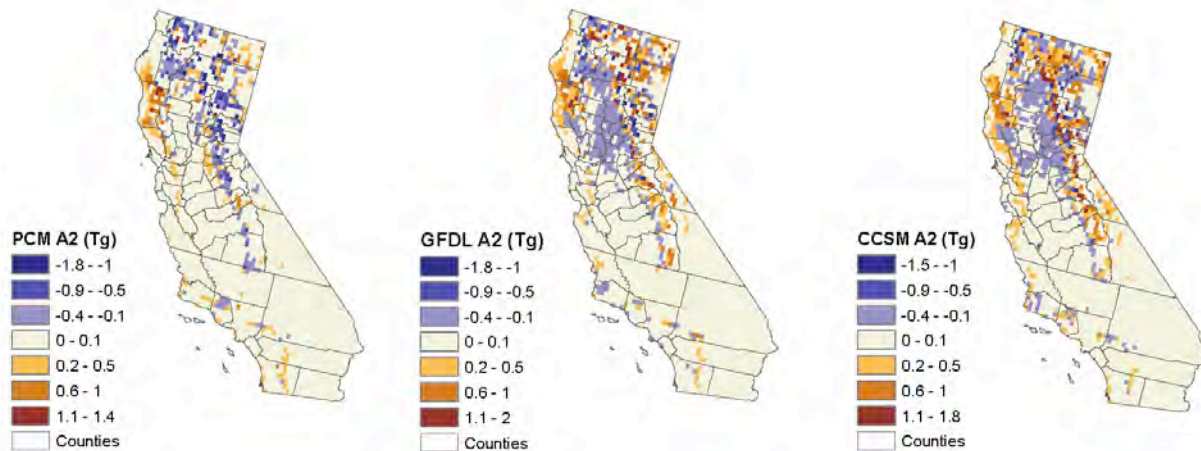 PCM A2 (Tg)
-1.8 - -1
-0.9 - -0.5
-0.4 - -0.1
0 - 0.1
0.2 - 0.5
0.6 - 1
1.1 - 1.4
Counties
GFDL A2 (Tg)
-1.8 - -1
-0.9 - -0.5
-0.4 - -0.1
0 - 0.1
0.2 - 0.5
0.6 - 1
1.1 - 2
Counties
CCSM A2 (Tg)
-1.5 - -1
-0.9 - -0.5
-0.4 - -0.1
0 - 0.1
0.2 - 0.5
0.6 - 1
1.1 - 1.8
Counties